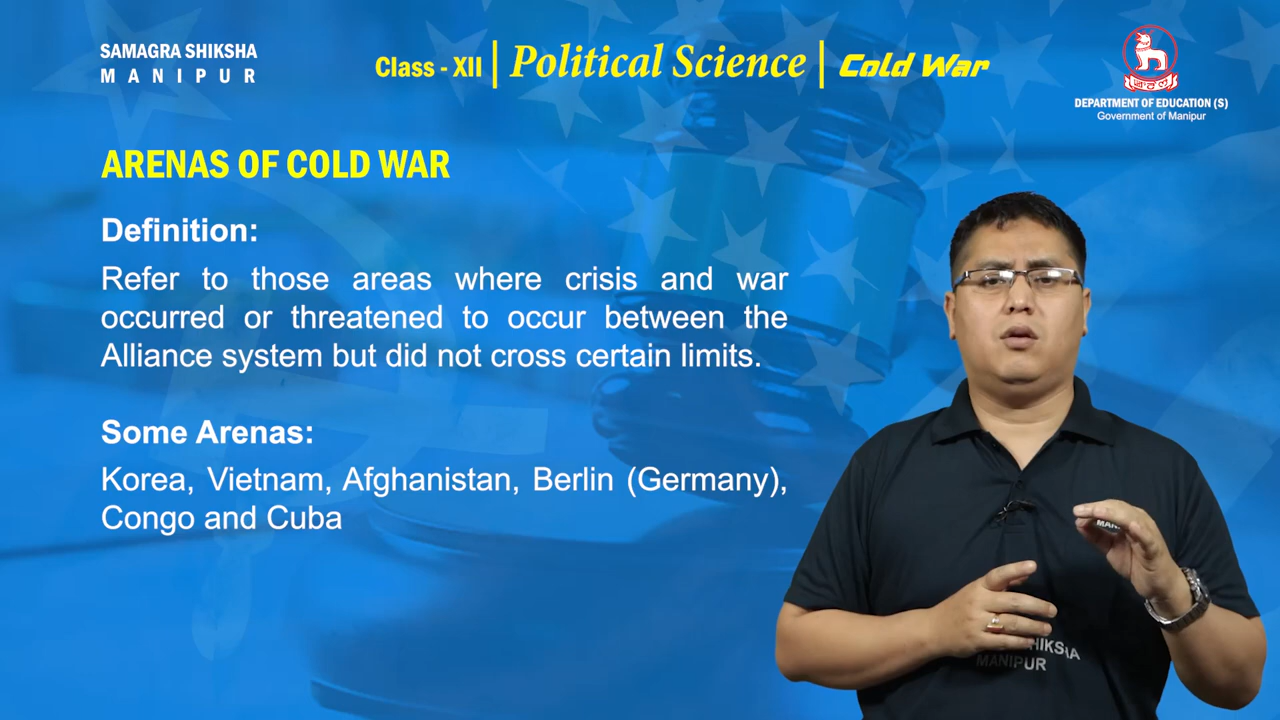 SAMAGRA SHIKSHA
MANIPUR
Class - XII | Political Science | Cold War
DEPARTMENT OF EDUCATION (S)
Government of Manipur
ARENAS OF COLD WAR
Definition:
Refer to those areas where crisis and war
occurred or threatened to occur between the
Alliance system but did not cross certain limits.
Some Arenas:
Korea, Vietnam, Afghanistan, Berlin (Germany),
Congo and Cuba
MANIPUR